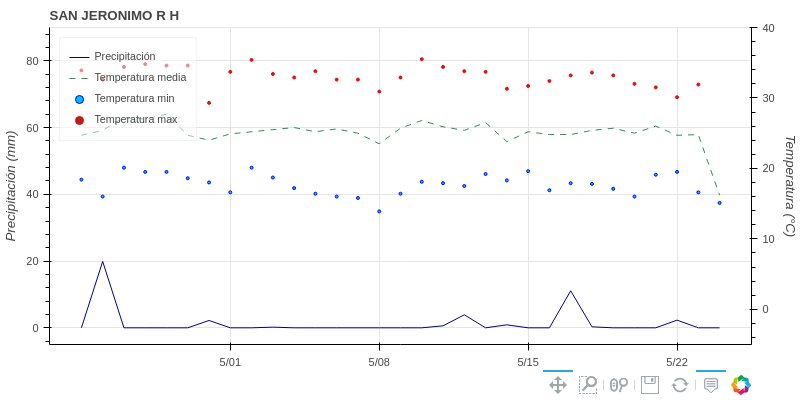 SAN JERONIMO R H
Precipitación
Temperatura media
Temperatura min
Temperatura max
Precipitación (mm)
80
60
40
20
0
Temperatura (°C)
40
30
20
10
0
5/01
5/08
5/15
5/22